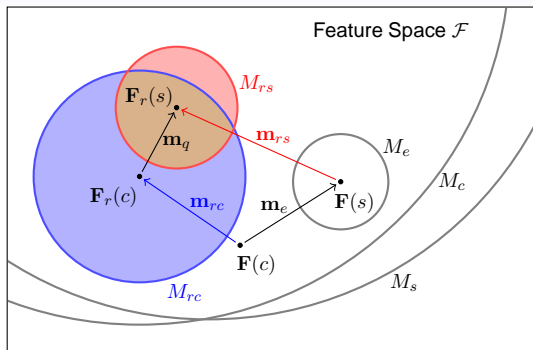 Feature Space ℱ
M_rs
F_r(s)
m_rs
M_e
m_q
M_c
F_r(c)
m_rc
m_e
F(s)
F(c)
M_s
M_rc